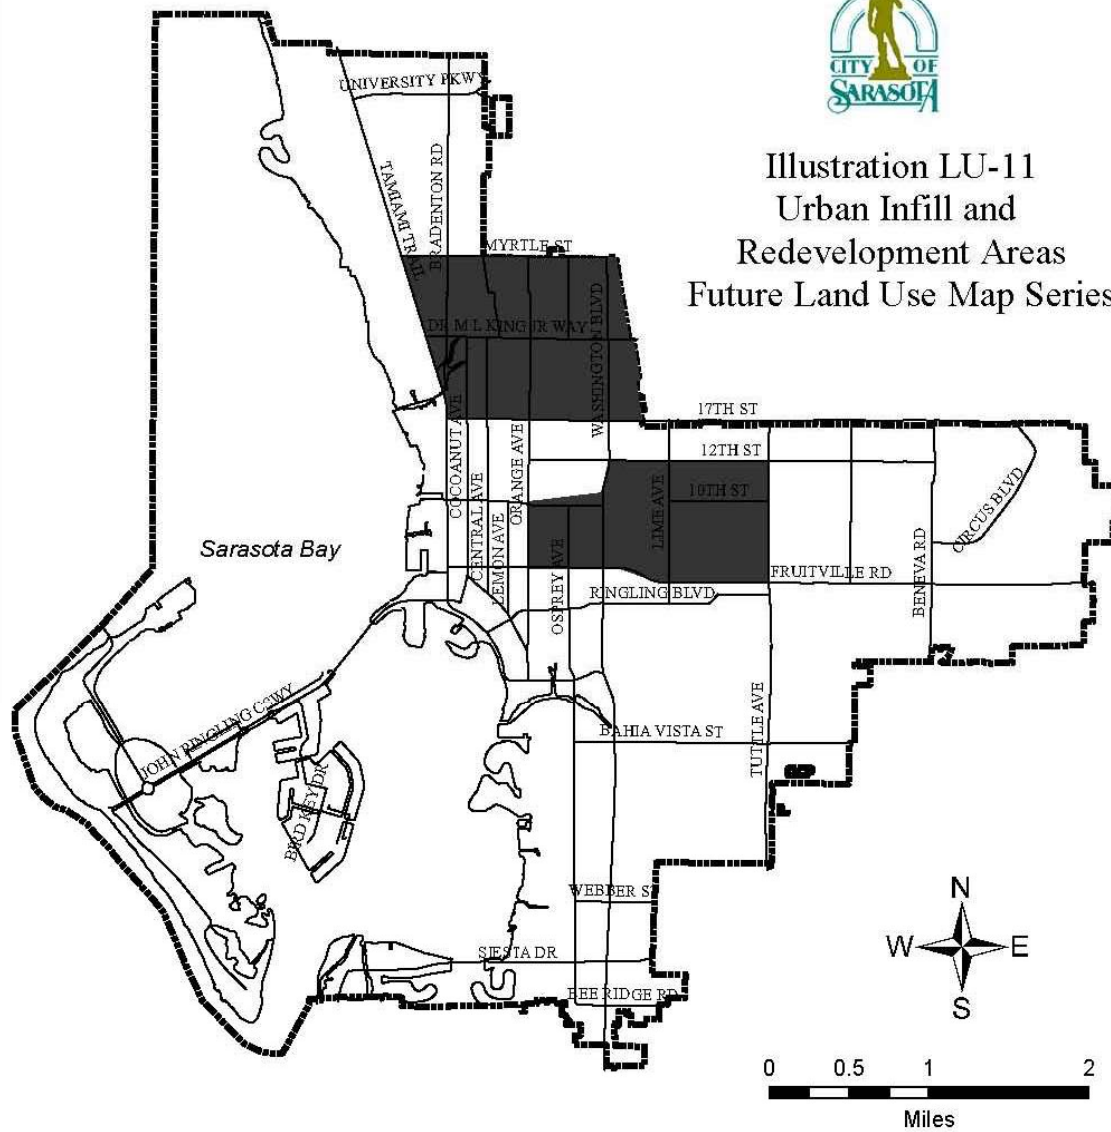 CITY OF
SARASOTA
Illustration LU-11
Urban Infill and
Redevelopment Areas
Future Land Use Map Series
UNIVERSITY PKWY
TAMIAMI TRAIL
BRADENTON RD
MYRTLE ST
DR M L KING JR WAY
WASHINGTON BLVD
17TH ST
COCOANUT AVE
CENTRAL AVE
LEMON AVE
ORANGE AVE
OSPREY AVE
12TH ST
LIME AVE
10TH ST
CIRCUS BLVD
BENEVA RD
FRUITVILLE RD
RINGLING BLVD
Sarasota Bay
TUTTLE AVE
BAHIA VISTA ST
JOHN RINGLING CSWY
BIRD KEY DR
WEBBER ST
SIESTA DR
BEE RIDGE RD
N
W E
S
0 0.5 1 2
Miles